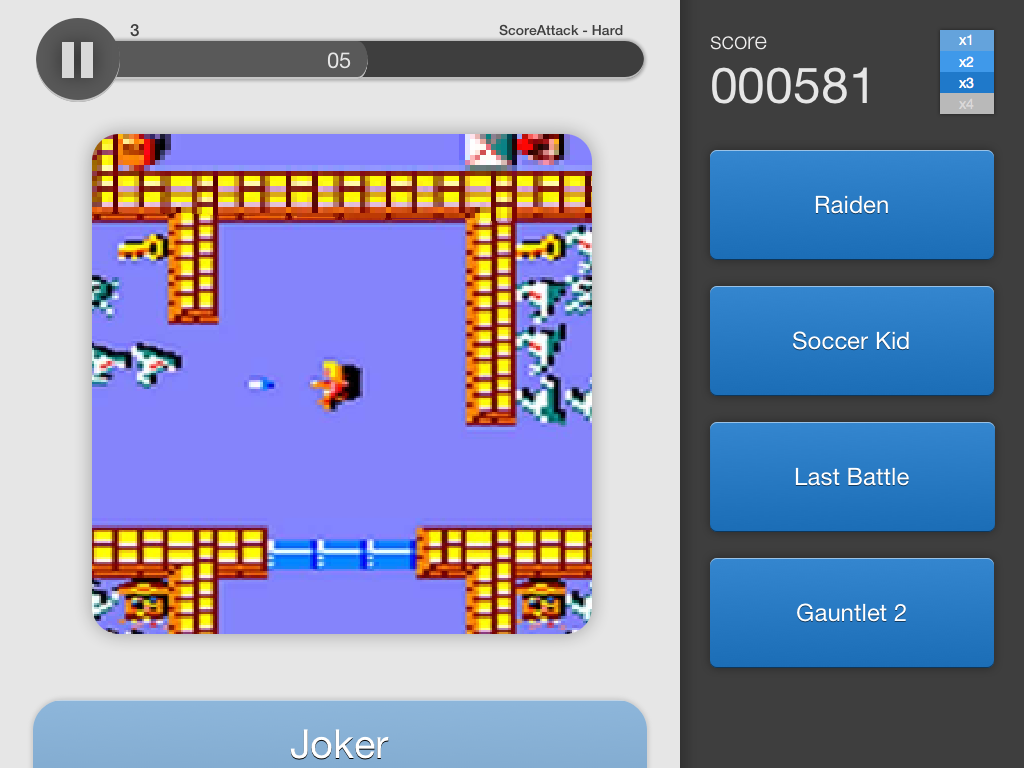 3
ScoreAttack - Hard
05
score
000581
x1
x2
x3
x4
Raiden
Soccer Kid
Last Battle
Gauntlet 2
Joker